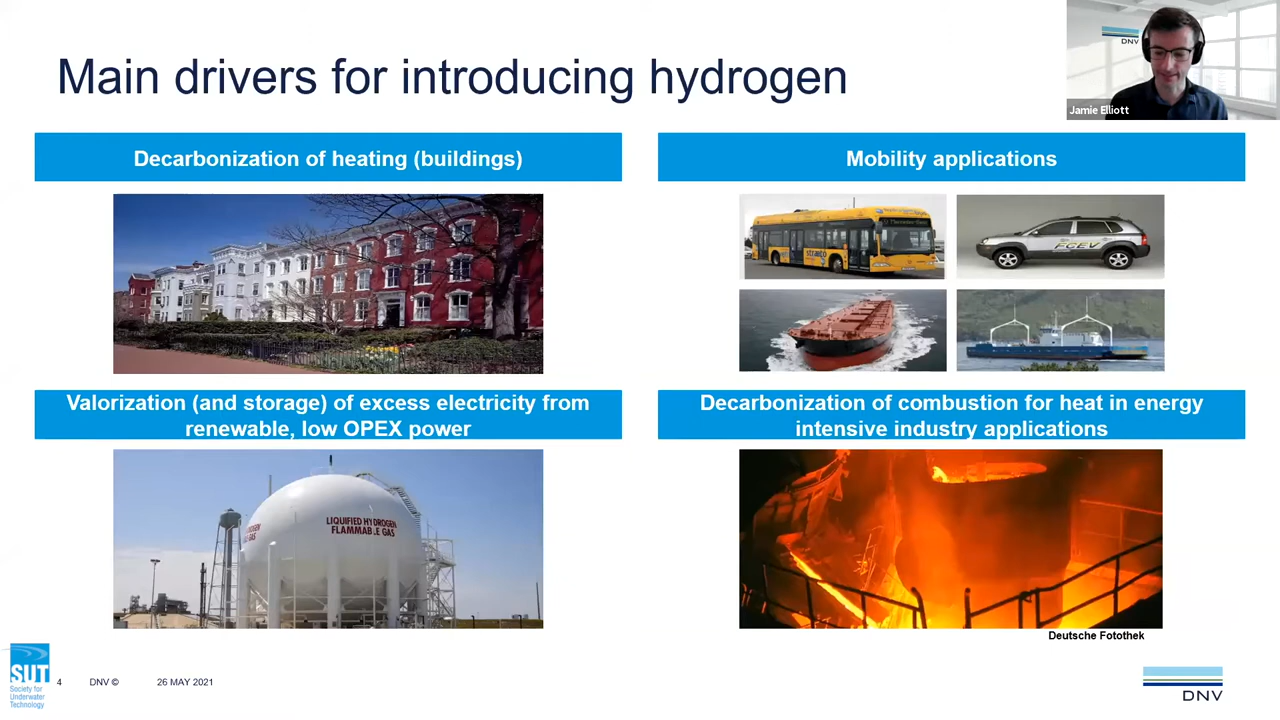 DNV
Main drivers for introducing hydrogen
Jamie Elliott
Decarbonization of heating (buildings)
Mobility applications
FCEV
Valorization (and storage) of excess electricity from
renewable, low OPEX power
Decarbonization of combustion for heat in energy
intensive industry applications
LIQUIFIED HYDROGEN
FLAMMABLE GAS
Deutsche Fotothek
SUT
Society for
Underwater
Technology
4
DNV ©
26 MAY 2021
DNV